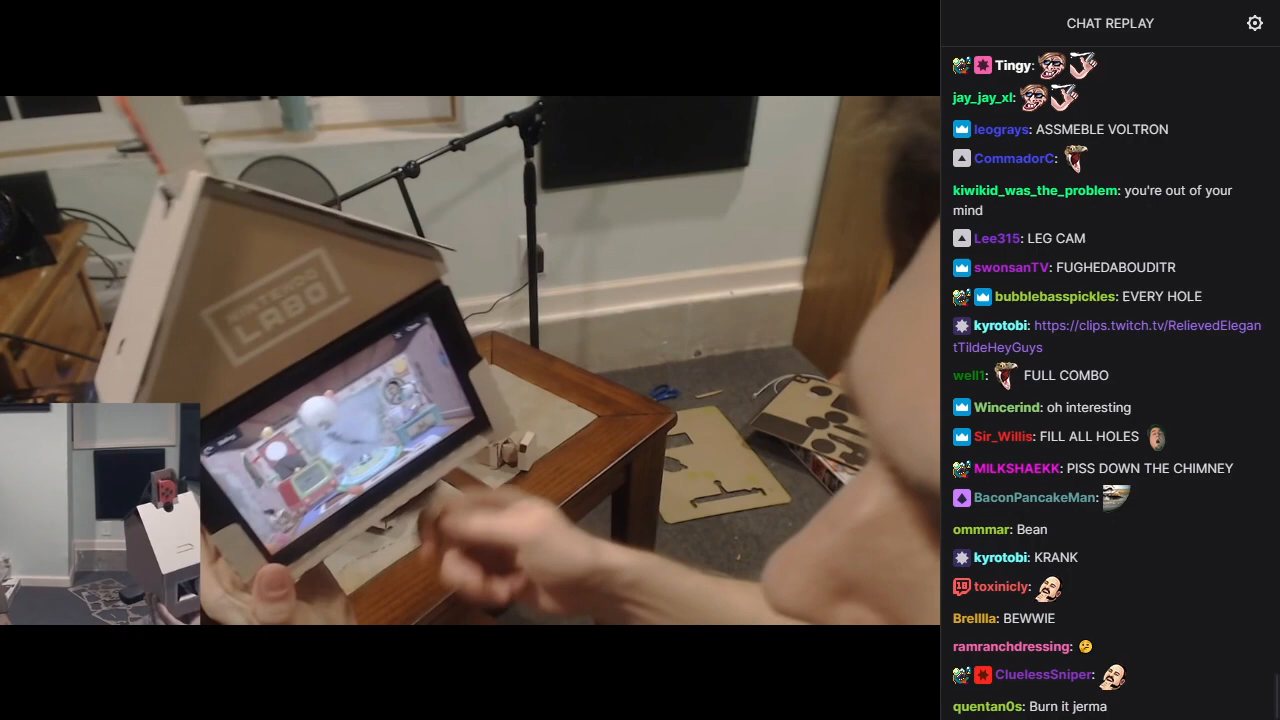 CHAT REPLAY
Tingy:
jay_jay_xl:
leograys: ASSMEBLE VOLTRON
CommadorC:
kiwikid_was_the_problem: you're out of your
mind
Lee315: LEG CAM
swonsanTV: FUGHEDABOUDITR
bubblebasspickles: EVERY HOLE
kyrotobi: https://clips.twitch.tv/RelievedElegan
tTildeHeyGuys
well1: FULL COMBO
Wincerind: oh interesting
Sir_Willis: FILL ALL HOLES
MILKSHAEKK: PISS DOWN THE CHIMNEY
BaconPancakeMan:
ommmar: Bean
kyrotobi: KRANK
toxinicly:
Brelllla: BEWWIE
ramranchdressing:
CluelessSniper:
quentan0s: Burn it jerma
LABO